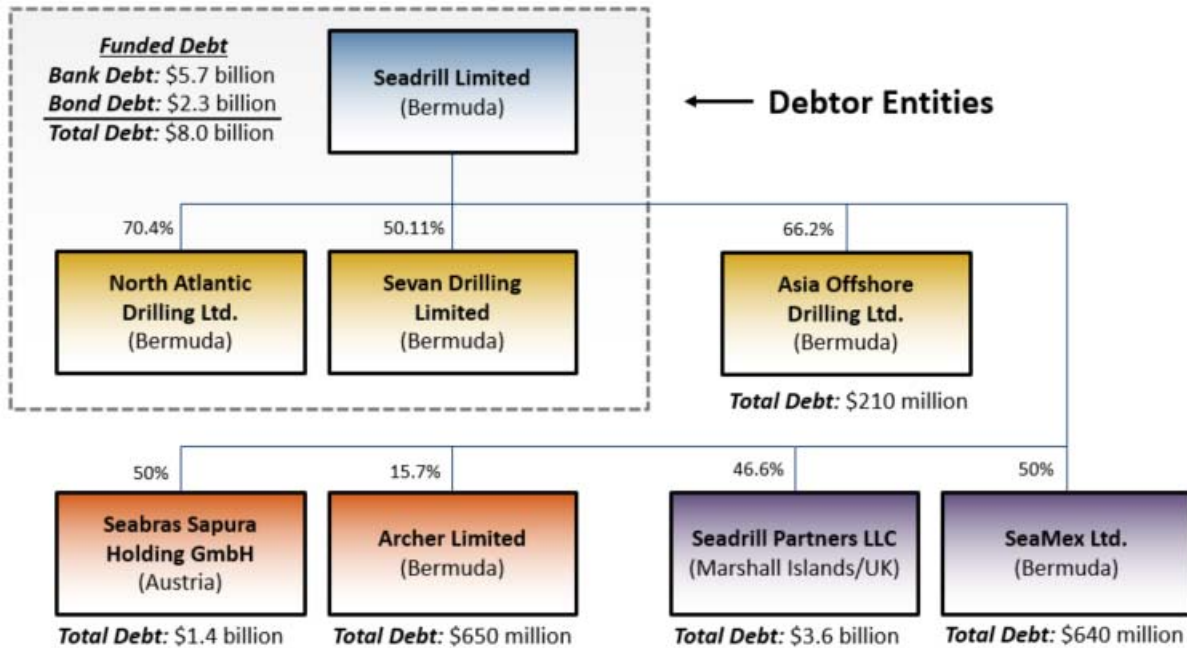 Funded Debt
Bank Debt: $5.7 billion
Bond Debt: $2.3 billion
Total Debt: $8.0 billion
Seadrill Limited
(Bermuda)
Debtor Entities
70.4%
50.11%
66.2%
North Atlantic
Drilling Ltd.
(Bermuda)
Sevan Drilling
Limited
(Bermuda)
Asia Offshore
Drilling Ltd.
(Bermuda)
Total Debt: $210 million
50%
15.7%
46.6%
50%
Seabras Sapura
Holding GmbH
(Austria)
Archer Limited
(Bermuda)
Seadrill Partners LLC
(Marshall Islands/UK)
SeaMex Ltd.
(Bermuda)
Total Debt: $1.4 billion
Total Debt: $650 million
Total Debt: $3.6 billion
Total Debt: $640 million